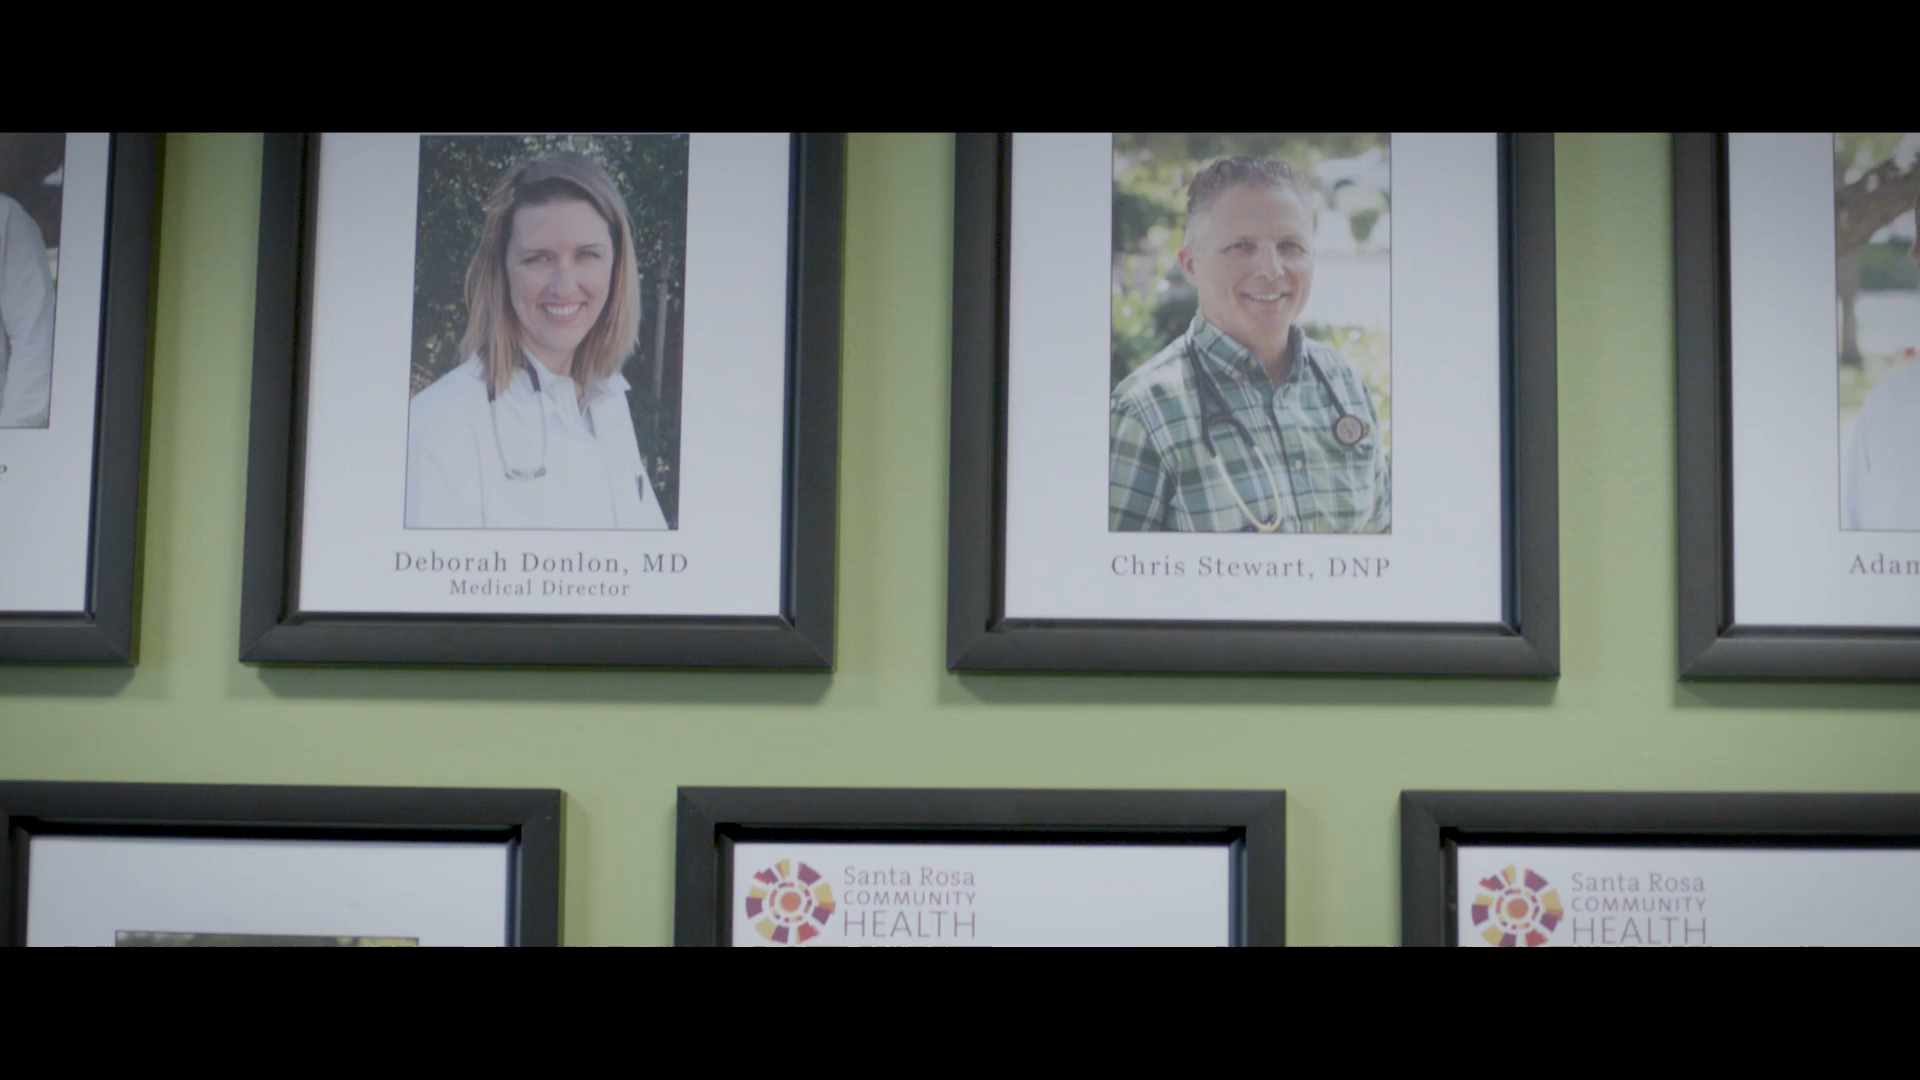 Deborah Donlon, MD
Medical Director
Chris Stewart, DNP
Adam
Santa Rosa
COMMUNITY
HEALTH
Santa Rosa
COMMUNITY
HEALTH